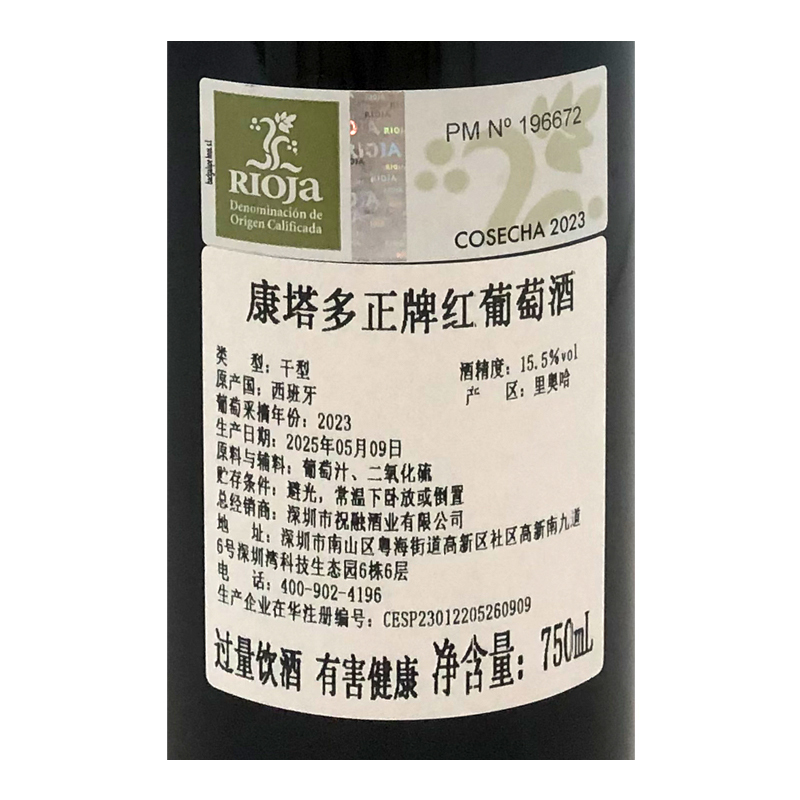 RIOJa
Denominación de
Origen Calificada
AIGIA
PM Nº 196672
COSECHA 2023
康塔多正牌红葡萄酒
类 型：干型 酒精度：15.5%vol
原产国：西班牙 产 区：里奥哈
葡萄采摘年份：2023
生产日期：2025年05月09日
原料与辅料：葡萄汁、二氧化硫
贮存条件：避光，常温下卧放或倒置
总经销商：深圳市祝融酒业有限公司
地 址：深圳市南山区粤海街道高新区社区高新南九道
6号深圳湾科技生态园6栋6层
电 话：400-902-4196
生产企业在华注册编号：CESP23012205260909
过量饮酒 有害健康 净含量：750mL